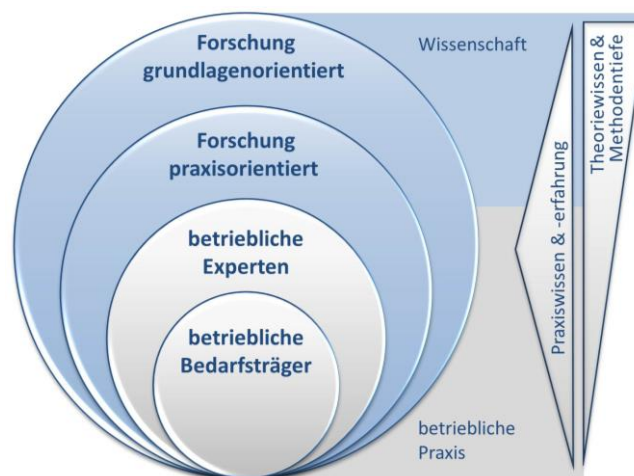 Forschung
grundlagenorientiert
Forschung
praxisorientiert
betriebliche
Experten
betriebliche
Bedarfsträger
Wissenschaft
betriebliche
Praxis
Praxiswissen & -erfahrung
Theoriewissen &
Methodentiefe